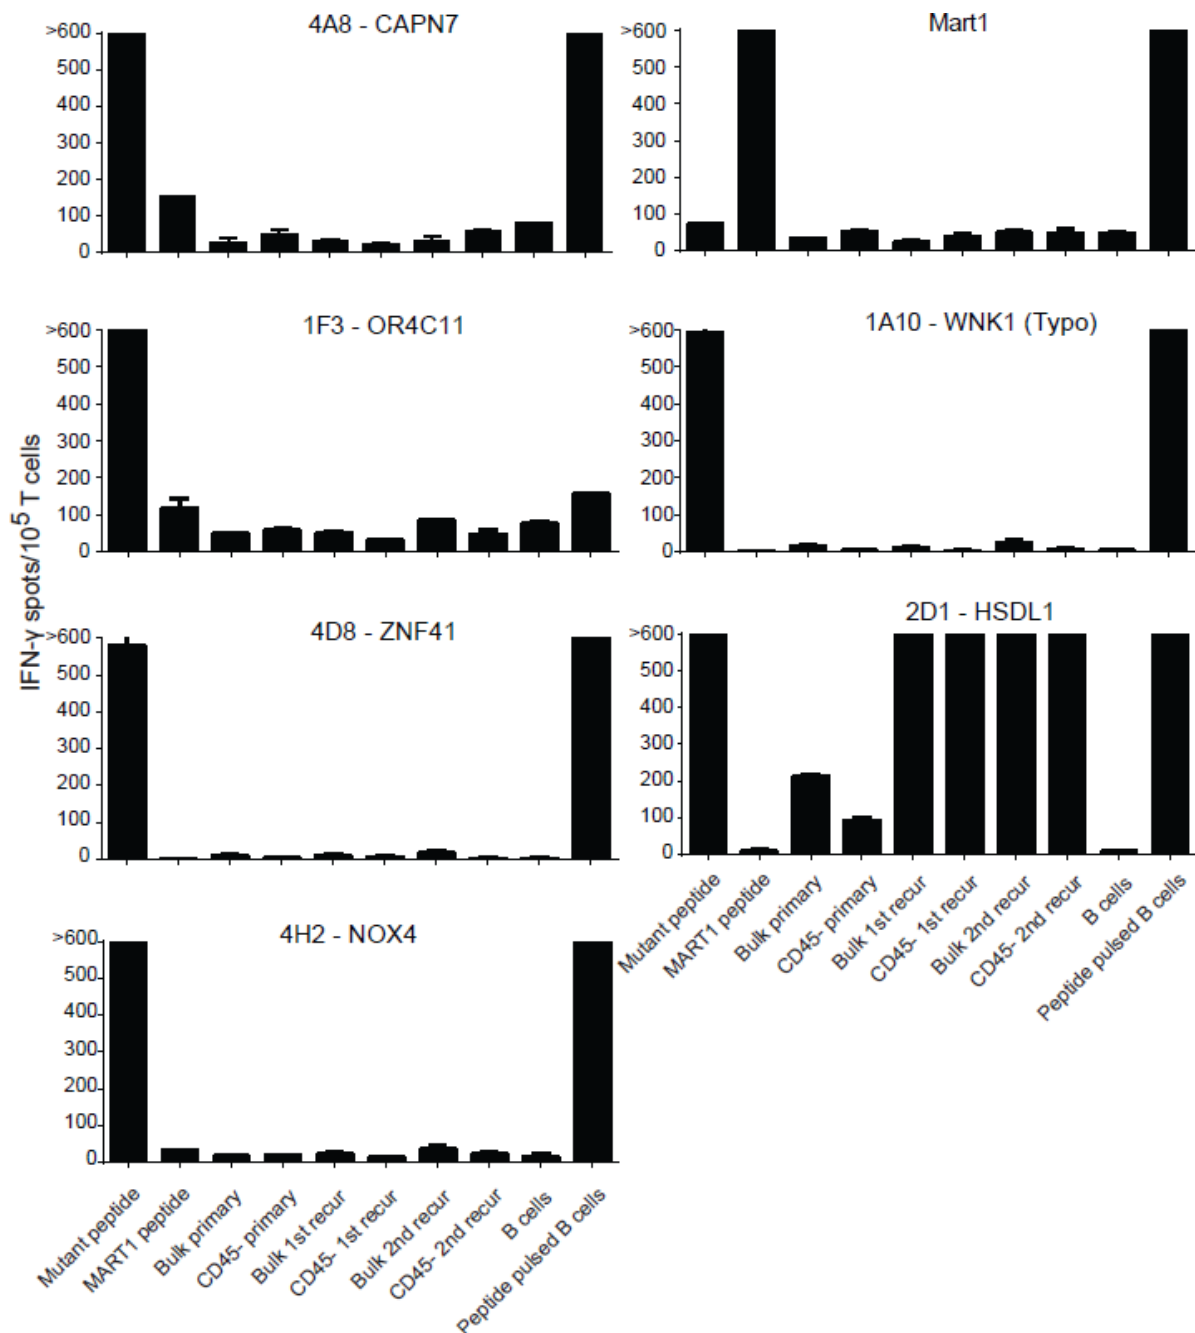 4A8 - CAPN7
>600
500
400
300
200
100
0
Mart1
>600
500
400
300
200
100
0
1F3 - OR4C11
>600
500
400
300
200
100
0
1A10 - WNK1 (Typo)
>600
500
400
300
200
100
0
IFN-γ spots/10⁵ T cells
4D8 - ZNF41
>600
500
400
300
200
100
0
2D1 - HSDL1
>600
500
400
300
200
100
0
Mutant peptide
MART1 peptide
Bulk primary
CD45- primary
Bulk 1st recur
CD45- 1st recur
Bulk 2nd recur
CD45- 2nd recur
B cells
Peptide pulsed B cells
4H2 - NOX4
>600
500
400
300
200
100
0
Mutant peptide
MART1 peptide
Bulk primary
CD45- primary
Bulk 1st recur
CD45- 1st recur
Bulk 2nd recur
CD45- 2nd recur
B cells
Peptide pulsed B cells